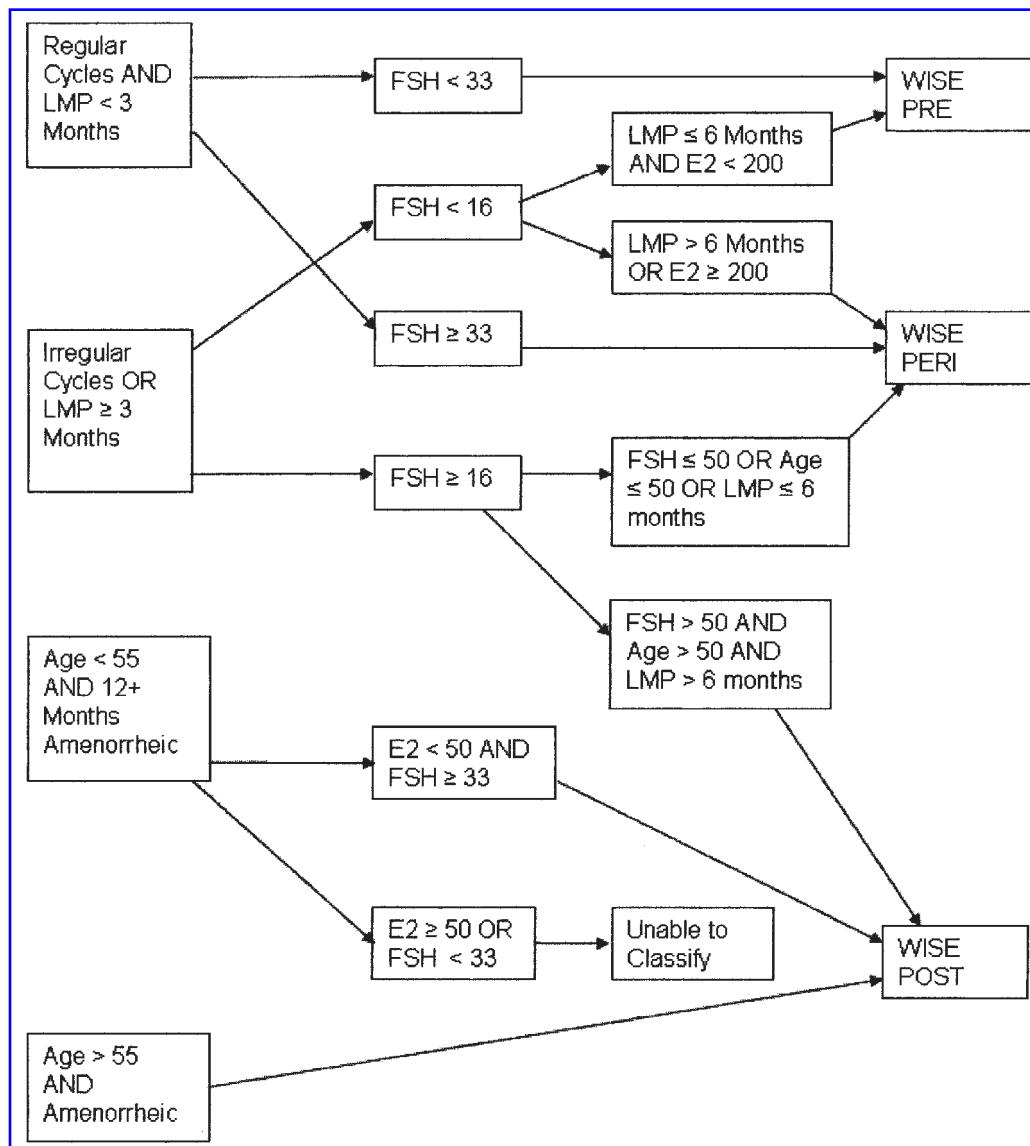 Regular
Cycles AND
LMP < 3
Months
FSH < 33
WISE
PRE
LMP ≤ 6 Months
AND E2 < 200
FSH < 16
LMP > 6 Months
OR E2 ≥ 200
Irregular
Cycles OR
LMP ≥ 3
Months
FSH ≥ 33
WISE
PERI
FSH ≥ 16
FSH ≤ 50 OR Age
≤ 50 OR LMP ≤ 6
months
FSH > 50 AND
Age > 50 AND
LMP > 6 months
Age < 55
AND 12+
Months
Amenorrheic
E2 < 50 AND
FSH ≥ 33
E2 ≥ 50 OR
FSH < 33
Unable to
Classify
WISE
POST
Age > 55
AND
Amenorrheic